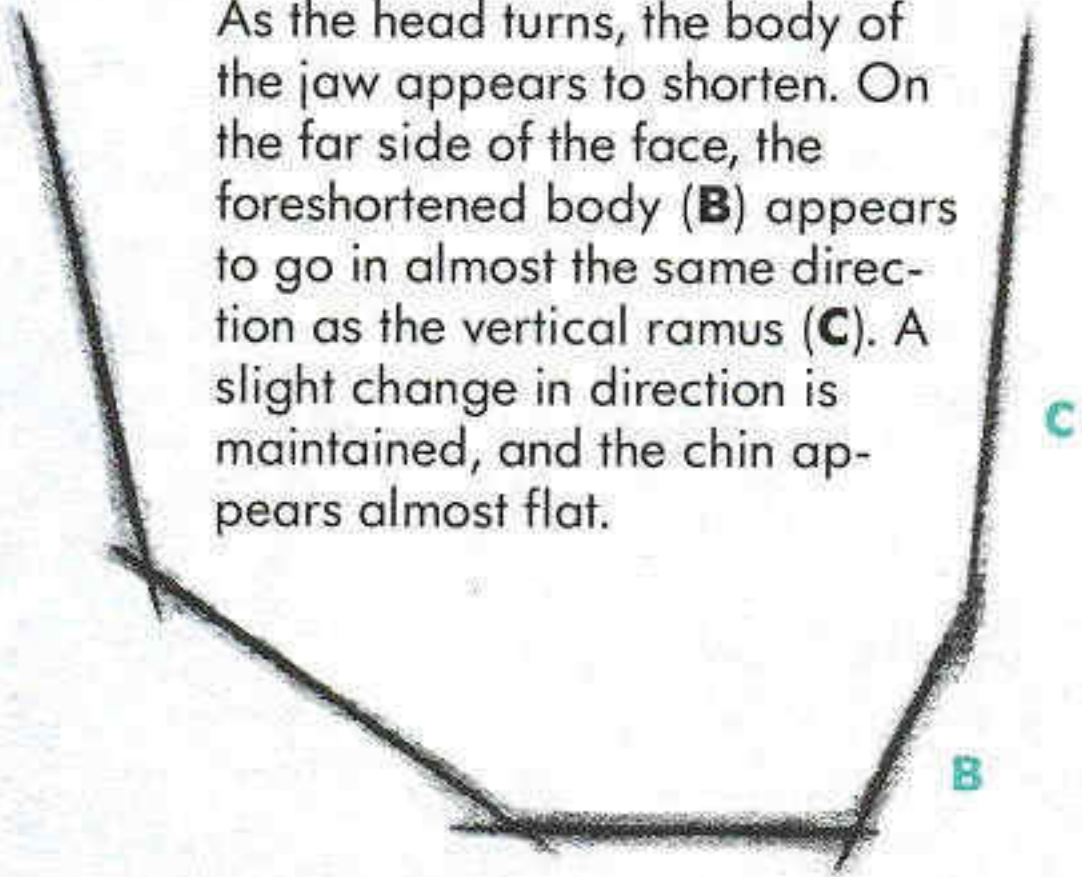 As the head turns, the body of
the jaw appears to shorten. On
the far side of the face, the
foreshortened body (B) appears
to go in almost the same direc-
tion as the vertical ramus (C). A
slight change in direction is
maintained, and the chin ap-
pears almost flat.
C
B